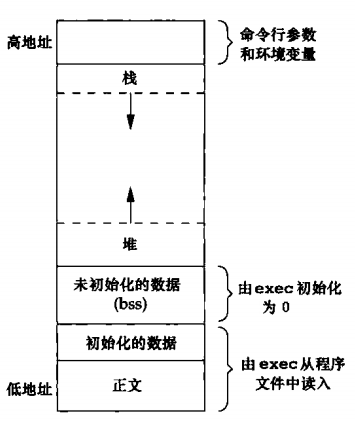 高地址
命令行参数
和环境变量
栈
堆
未初始化的数据
(bss)
由exec初始化
为 0
初始化的数据
由exec从程序
文件中读入
正文
低地址